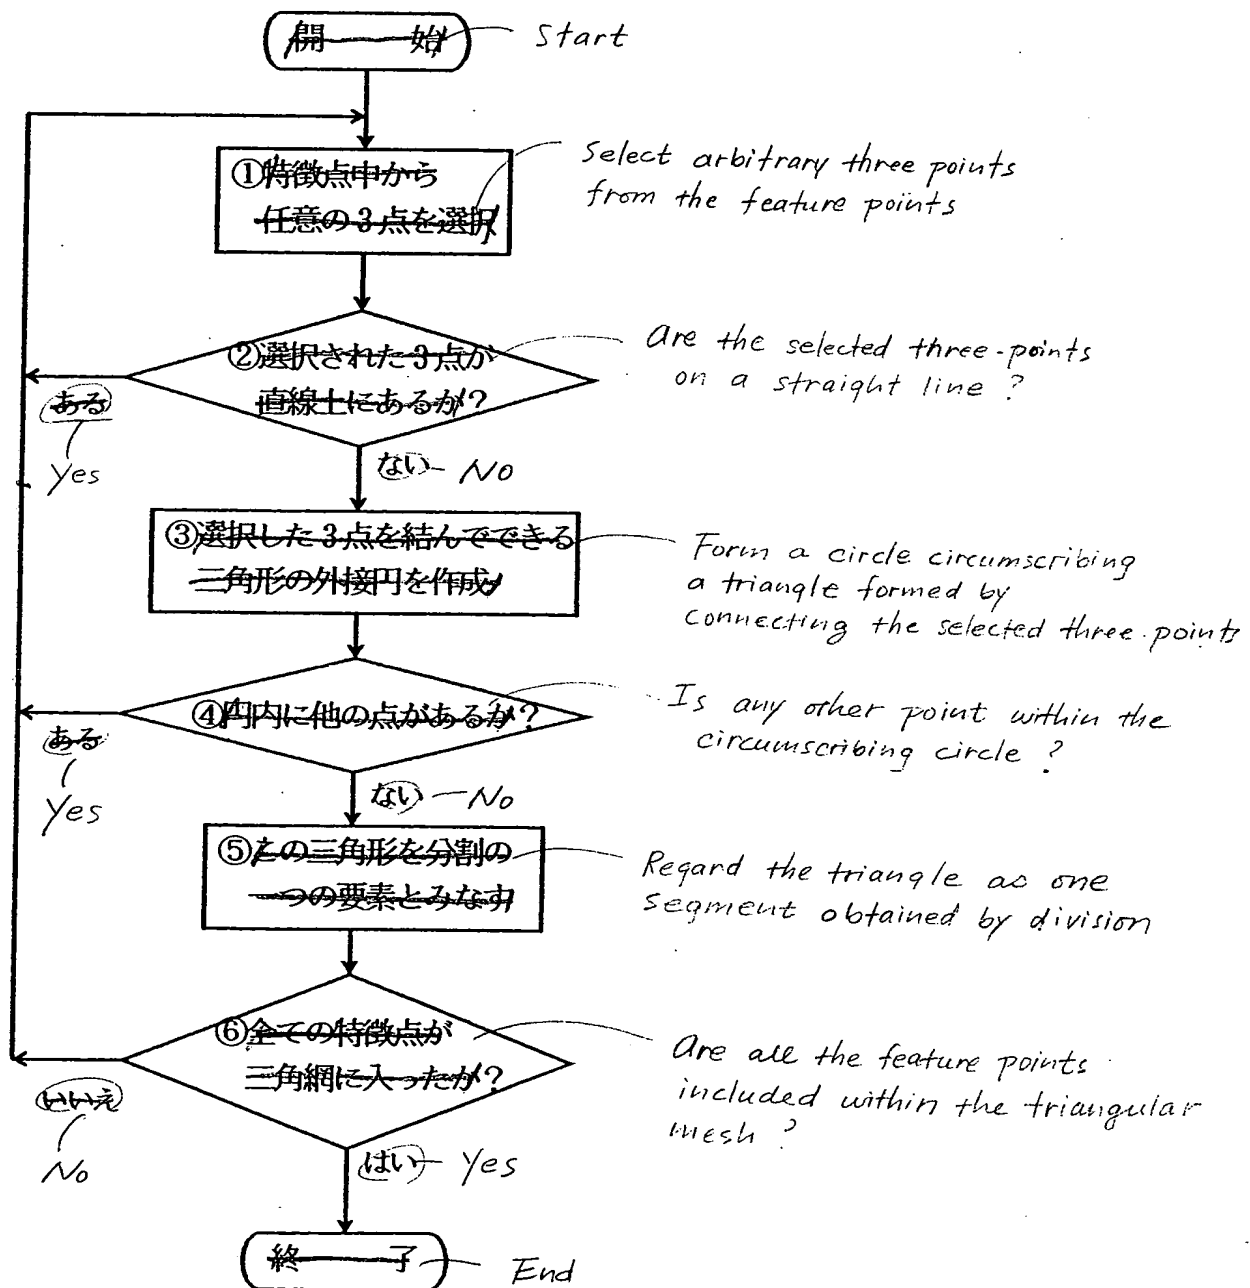 開 始
Start
①特徴点中から
任意の3点を選択
Select arbitrary three points
from the feature points
②選択された3点が
直線土にあるか?
Are the selected three-points
on a straight line ?
ある
Yes
ない
No
③選択した3点を結んでできる
三角形の外接円を作成
Form a circle circumscribing
a triangle formed by
connecting the selected three points
④円内に他の点があるか?
Is any other point within the
circumscribing circle ?
ある
Yes
ない
No
⑤たの三角形を分割の
一つの要素とみなす
Regard the triangle as one
segment obtained by division
⑥全ての特徴点が
三角網に入ったか?
Are all the feature points
included within the triangular
mesh ?
いいえ
No
はい
Yes
終 了
End